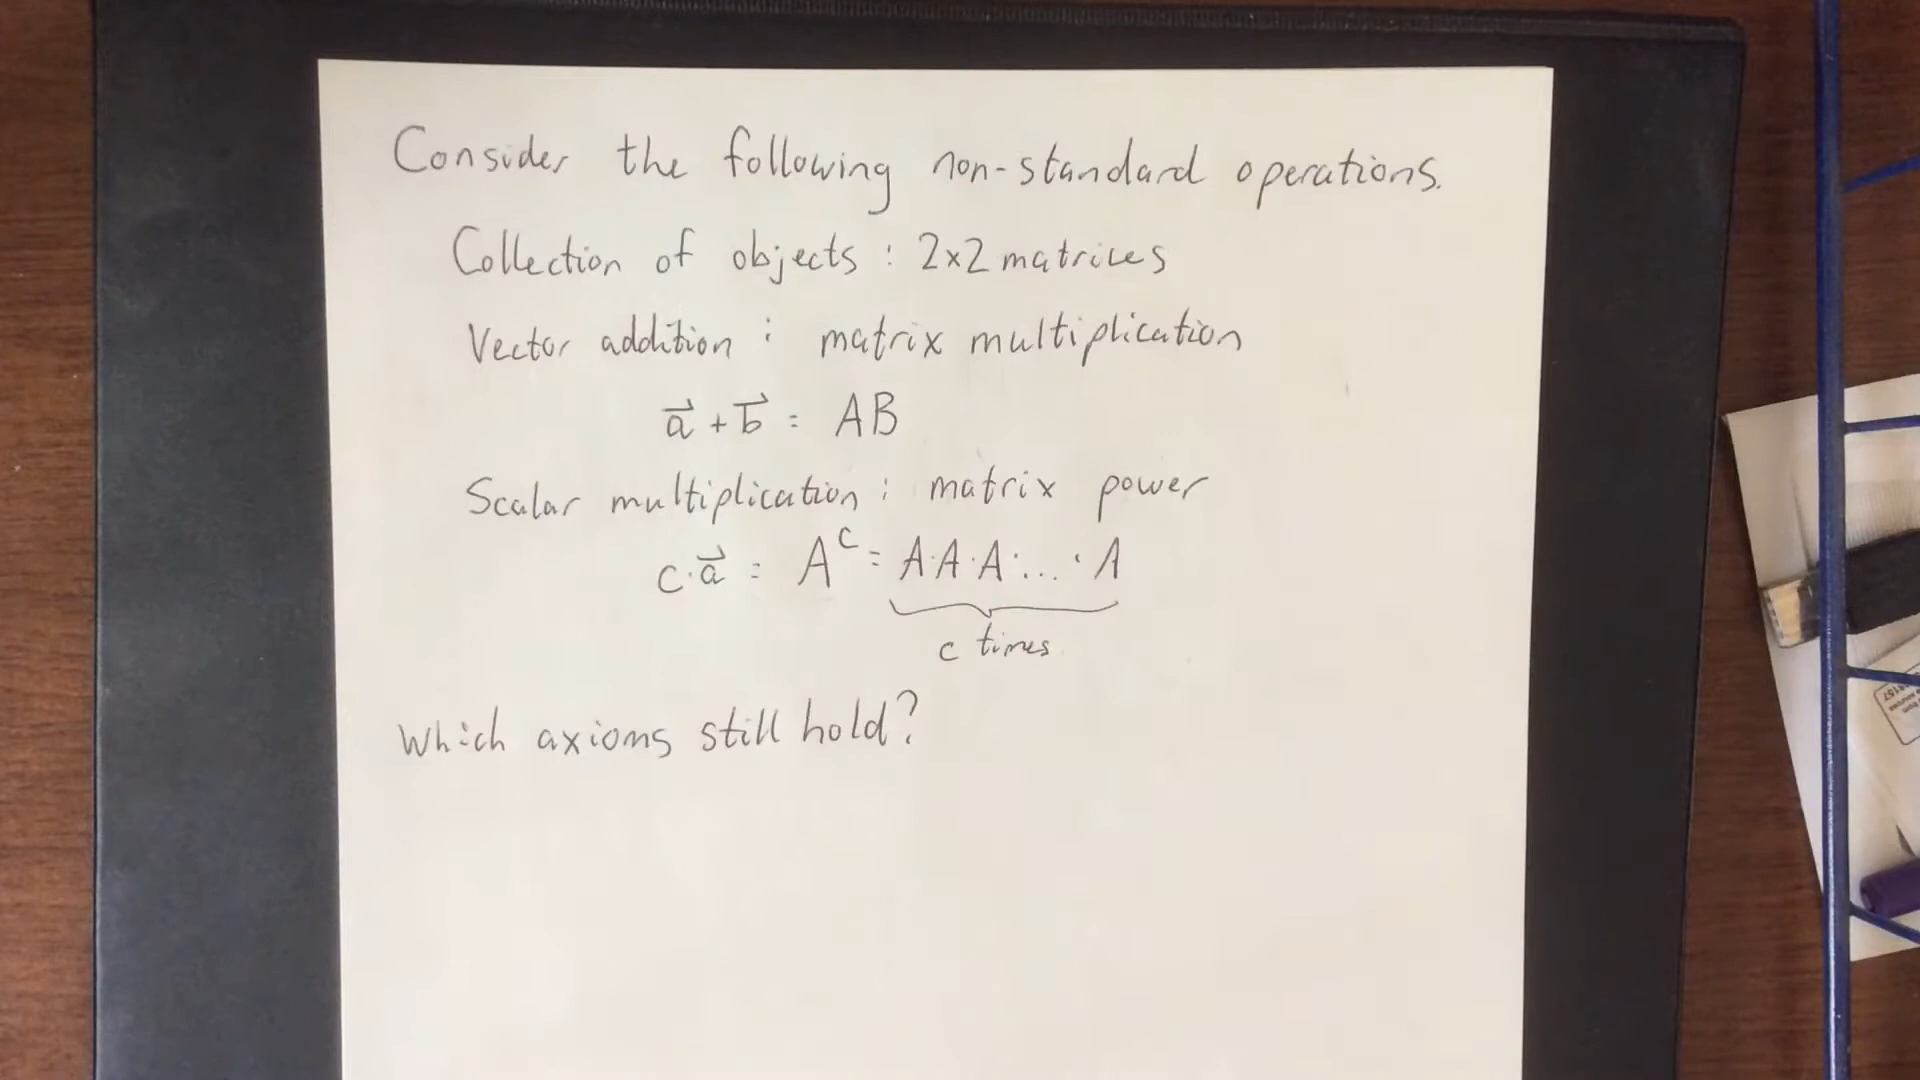 Consider the following non-standard operations.
Collection of objects : 2×2 matrices
Vector addition : matrix multiplication
a⃗ + b⃗ = AB
Scalar multiplication : matrix power
c·a⃗ = A^c = A·A·A·...·A
c times
Which axioms still hold?